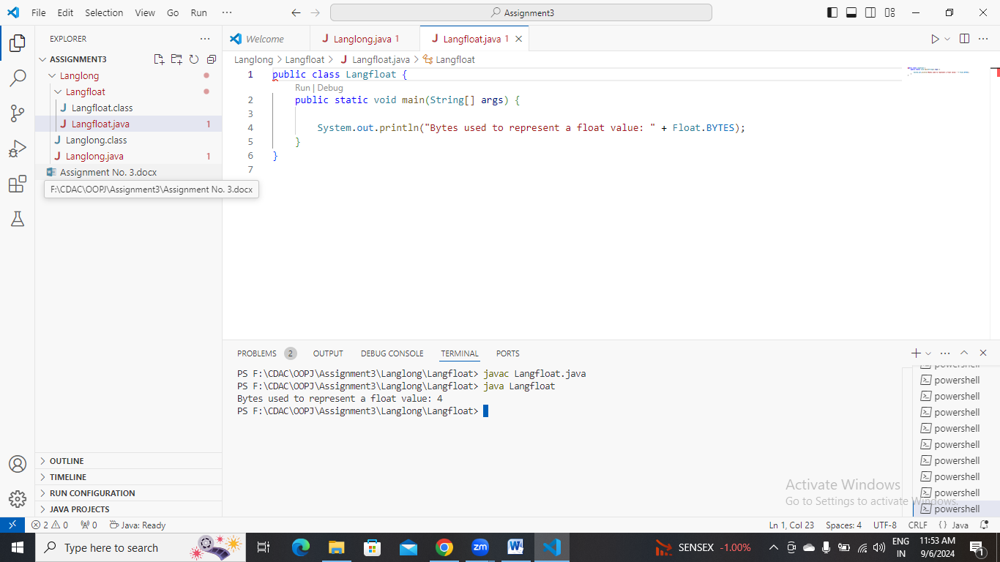 File Edit Selection View Go Run ··· Assignment3
EXPLORER
ASSIGNMENT3
Langlong
Langfloat
Langfloat.class
Langfloat.java 1
Langlong.class
Langlong.java 1
Assignment No. 3.docx
F:\CDAC\OOPJ\Assignment3\Assignment No. 3.docx
OUTLINE
TIMELINE
RUN CONFIGURATION
JAVA PROJECTS
Welcome Langlong.java 1 Langfloat.java 1
Langlong > Langfloat > Langfloat.java > Langfloat
1 public class Langfloat {
Run | Debug
2 public static void main(String[] args) {
3
4 System.out.println("Bytes used to represent a float value: " + Float.BYTES);
5 }
6 }
7
PROBLEMS 2 OUTPUT DEBUG CONSOLE TERMINAL PORTS
PS F:\CDAC\OOPJ\Assignment3\Langlong\Langfloat> javac Langfloat.java
PS F:\CDAC\OOPJ\Assignment3\Langlong\Langfloat> java Langfloat
Bytes used to represent a float value: 4
PS F:\CDAC\OOPJ\Assignment3\Langlong\Langfloat>
powershell
powershell
powershell
powershell
powershell
powershell
powershell
powershell
powershell
powershell
Activate Windows
Go to Settings to activate Windows.
2 0 0 Java: Ready Ln 1, Col 23 Spaces: 4 UTF-8 CRLF {} Java
Type here to search zm W SENSEX -1.00% ENG IN 11:53 AM 9/6/2024 1